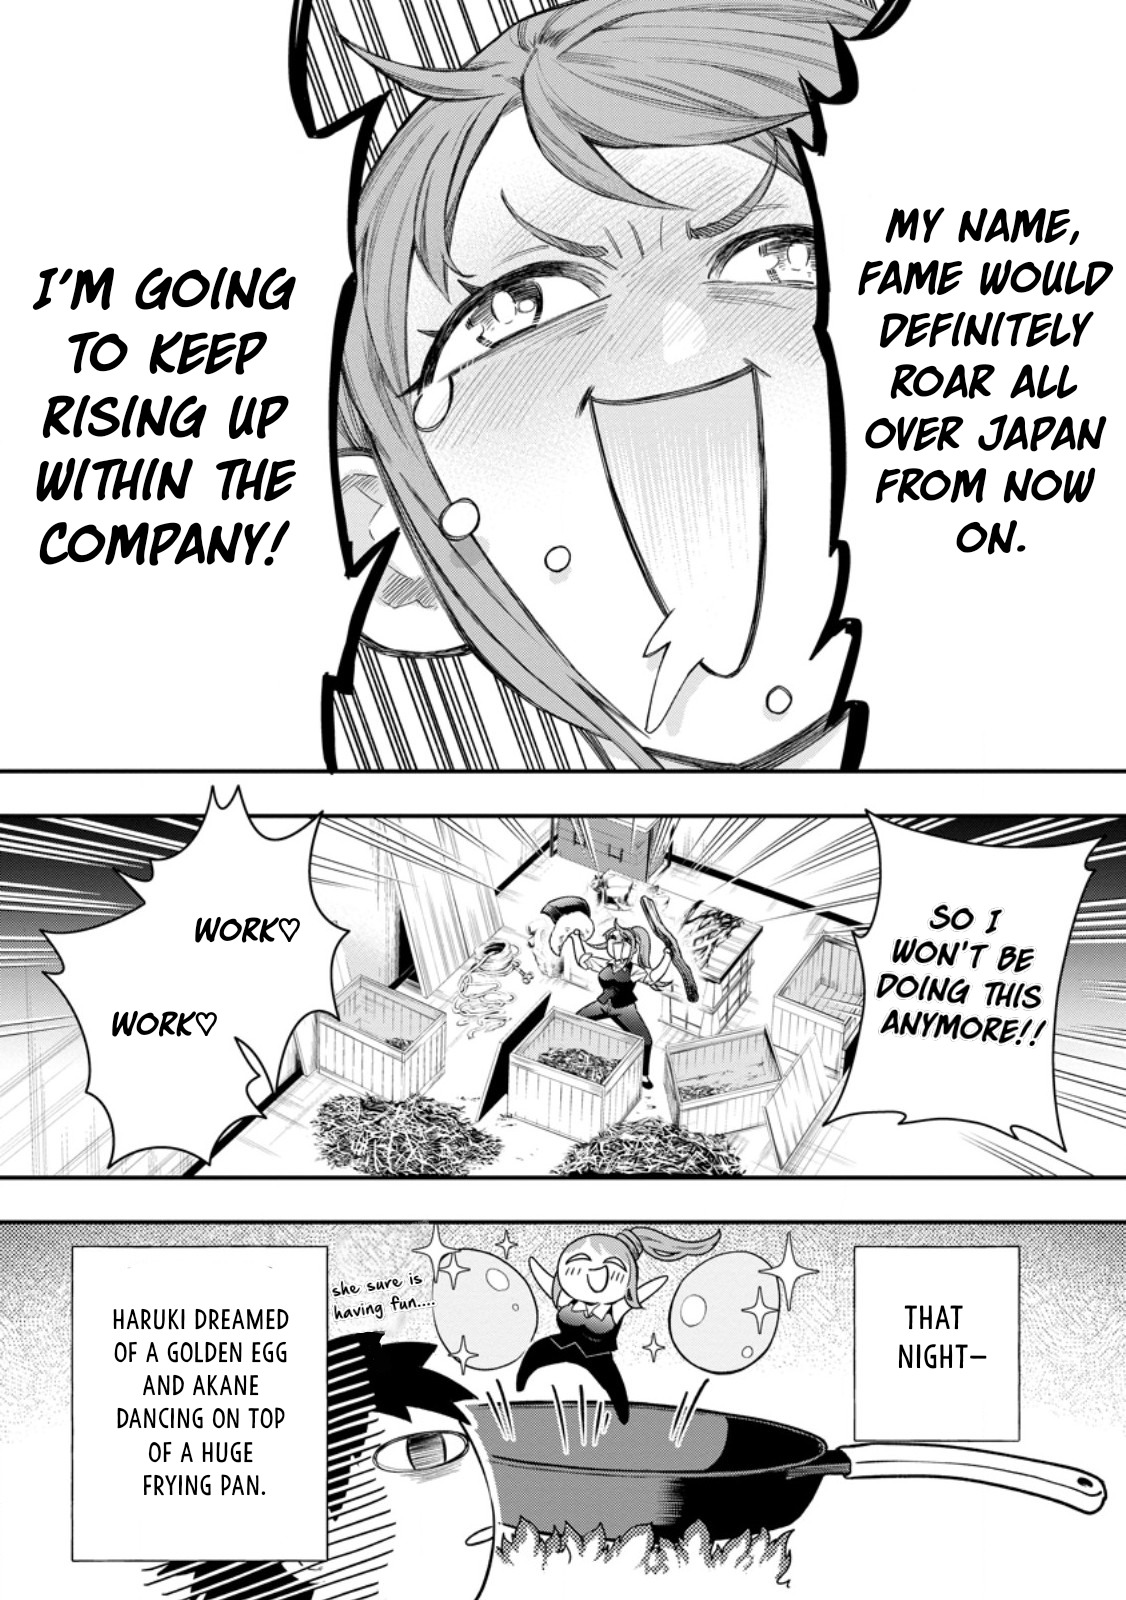 MY NAME,
FAME WOULD
DEFINITELY
ROAR ALL
OVER JAPAN
FROM NOW
ON.
I'M GOING
TO KEEP
RISING UP
WITHIN THE
COMPANY!
SO I
WON'T BE
DOING THIS
ANYMORE!!
WORK♡
WORK♡
THAT
NIGHT–
she sure is
having fun....
HARUKI DREAMED
OF A GOLDEN EGG
AND AKANE
DANCING ON TOP
OF A HUGE
FRYING PAN.